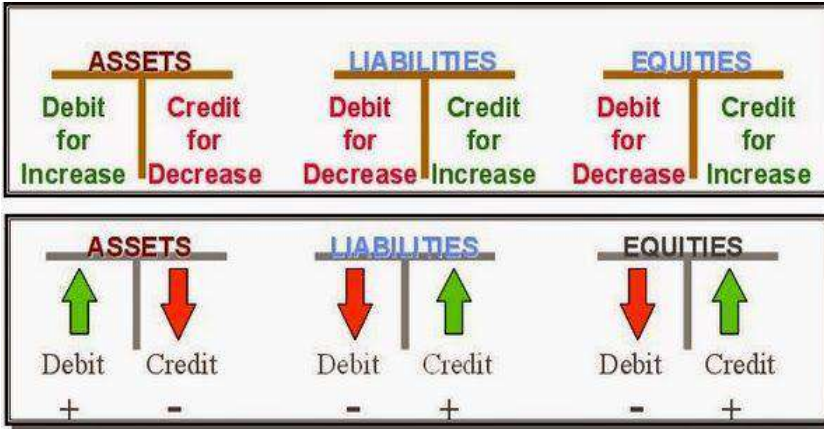 ASSETS LIABILITIES EQUITIES
Debit Credit Debit Credit Debit Credit
for for for for for for
Increase Decrease Decrease Increase Decrease Increase
ASSETS LIABILITIES EQUITIES
Debit Credit Debit Credit Debit Credit
+ - - + - +